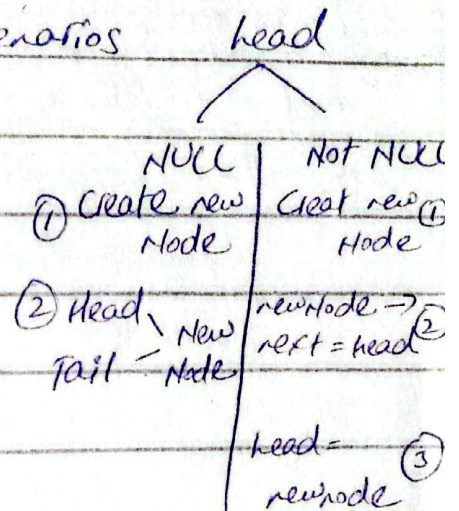 enarios head
NULL
① Create new
Node
② Head
Tail New
Node
Not NULL
Creat new ①
Node
newNode →
next = head ②
head = ③
newnode